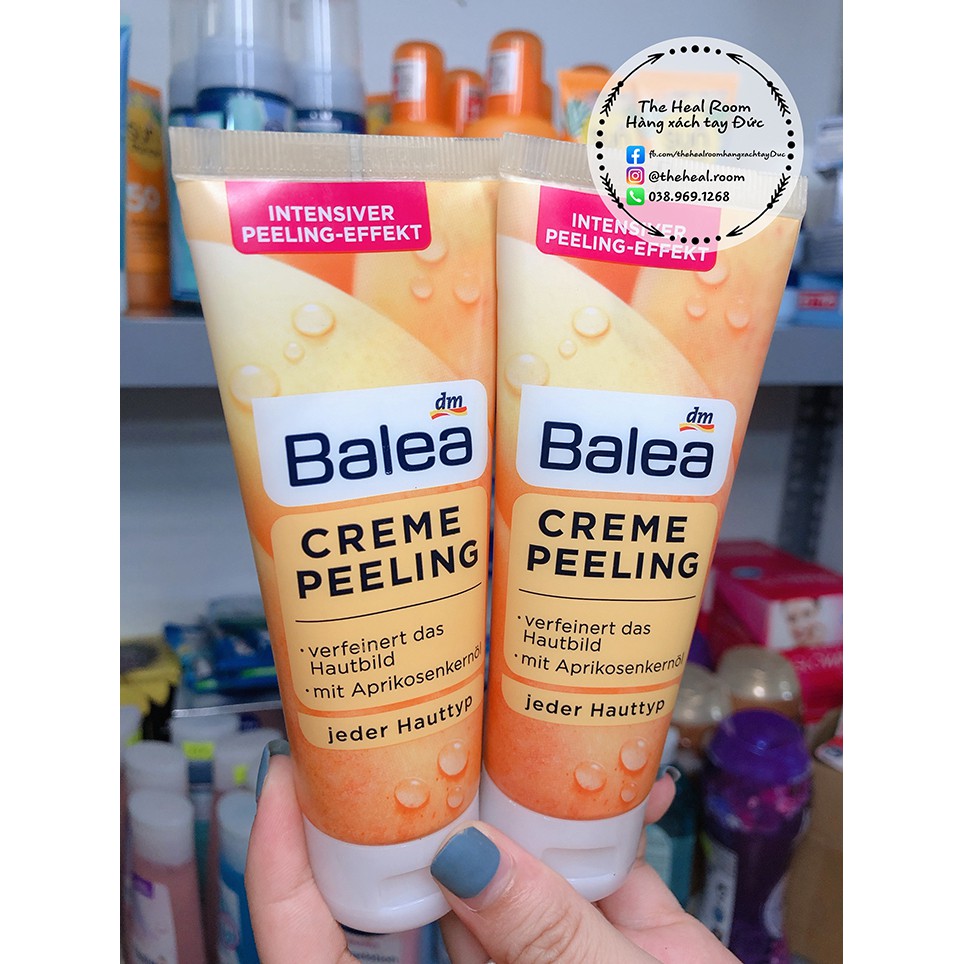 The Heal Room
Hàng xách tay Đức
fb.com/thehealroomhangxachtayDuc
@theheal.room
038.969.1268
INTENSIVER
PEELING-EFFEKT
dm
Balea
CREME
PEELING
· verfeinert das
Hautbild
· mit Aprikosenkernöl
jeder Hauttyp
INTENSIVER
PEELING-EFFEKT
dm
Balea
CREME
PEELING
· verfeinert das
Hautbild
· mit Aprikosenkernöl
jeder Hauttyp